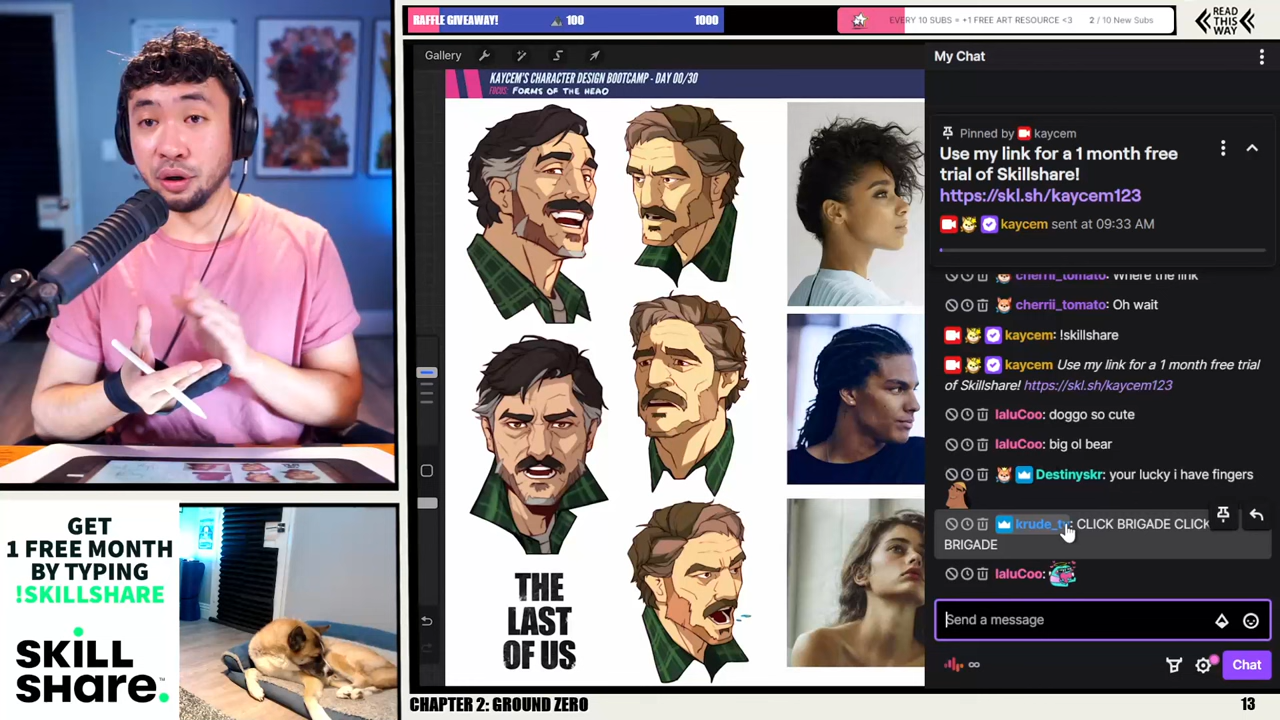 RAFFLE GIVEAWAY!
100
1000
EVERY 10 SUBS = +1 FREE ART RESOURCE <3
2 / 10 New Subs
READ
THIS
WAY
Gallery
KAYCEM'S CHARACTER DESIGN BOOTCAMP - DAY 00/30
FOCUS: FORMS OF THE HEAD
THE
LAST
OF US
My Chat
Pinned by kaycem
Use my link for a 1 month free
trial of Skillshare!
https://skl.sh/kaycem123
kaycem sent at 09:33 AM
cherrii_tomato: Where the link
cherrii_tomato: Oh wait
kaycem: !skillshare
kaycem Use my link for a 1 month free trial
of Skillshare! https://skl.sh/kaycem123
laluCoo: doggo so cute
laluCoo: big ol bear
Destinyskr: your lucky i have fingers
CLICK BRIGADE CLICK
BRIGADE
laluCoo:
Send a message
Chat
GET
1 FREE MONTH
BY TYPING
!SKILLSHARE
SKILL
SHARE.
CHAPTER 2: GROUND ZERO
13